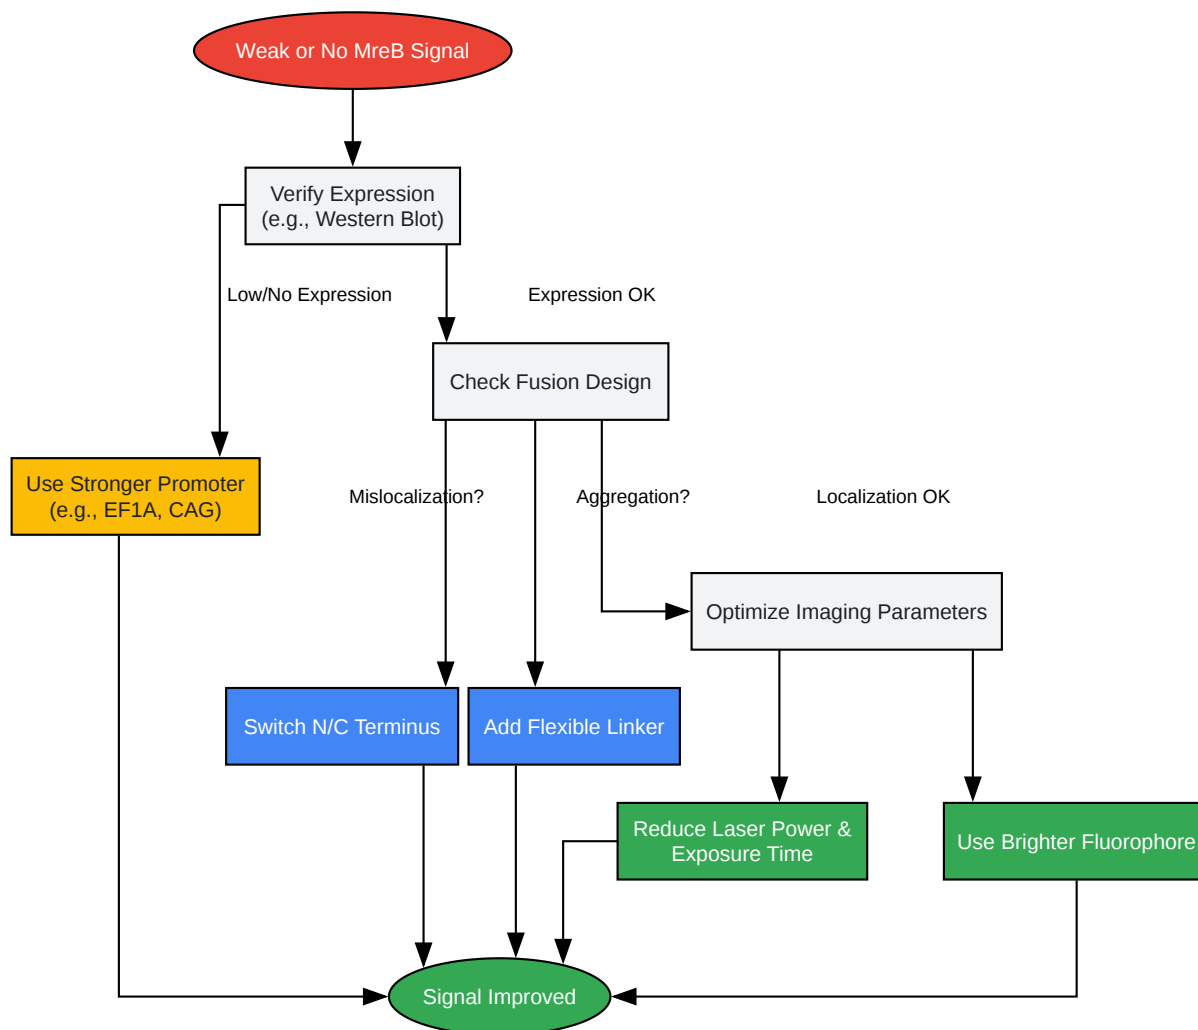 Weak or No MreB Signal
Verify Expression
(e.g., Western Blot)
Low/No Expression
Expression OK
Check Fusion Design
Use Stronger Promoter
(e.g., EF1A, CAG)
Mislocalization?
Aggregation?
Localization OK
Optimize Imaging Parameters
Switch N/C Terminus
Add Flexible Linker
Reduce Laser Power &
Exposure Time
Use Brighter Fluorophore
Signal Improved